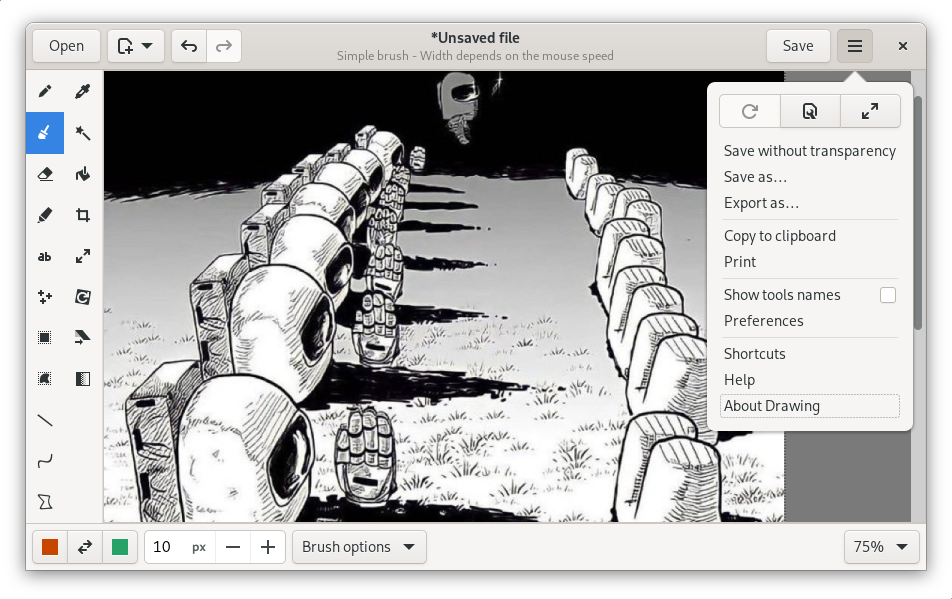 Open
*Unsaved file
Simple brush - Width depends on the mouse speed
Save
Save without transparency
Save as…
Export as…
Copy to clipboard
Print
Show tools names
Preferences
Shortcuts
Help
About Drawing
ab
10 px
Brush options
75%